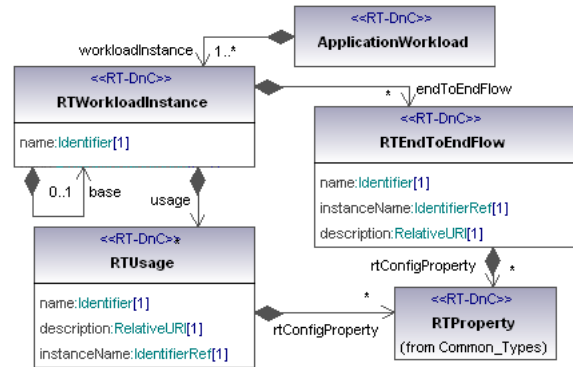 <<RT-DnC>>
ApplicationWorkload
workloadInstance
1..*
<<RT-DnC>>
RTWorkloadInstance
name:Identifier[1]
endToEndFlow
*
<<RT-DnC>>
RTEndToEndFlow
name:Identifier[1]
instanceName:IdentifierRef[1]
description:RelativeURI[1]
0..1
base
usage
*
<<RT-DnC>>
RTUsage
name:Identifier[1]
description:RelativeURI[1]
instanceName:IdentifierRef[1]
rtConfigProperty
*
rtConfigProperty
*
<<RT-DnC>>
RTProperty
(from Common_Types)